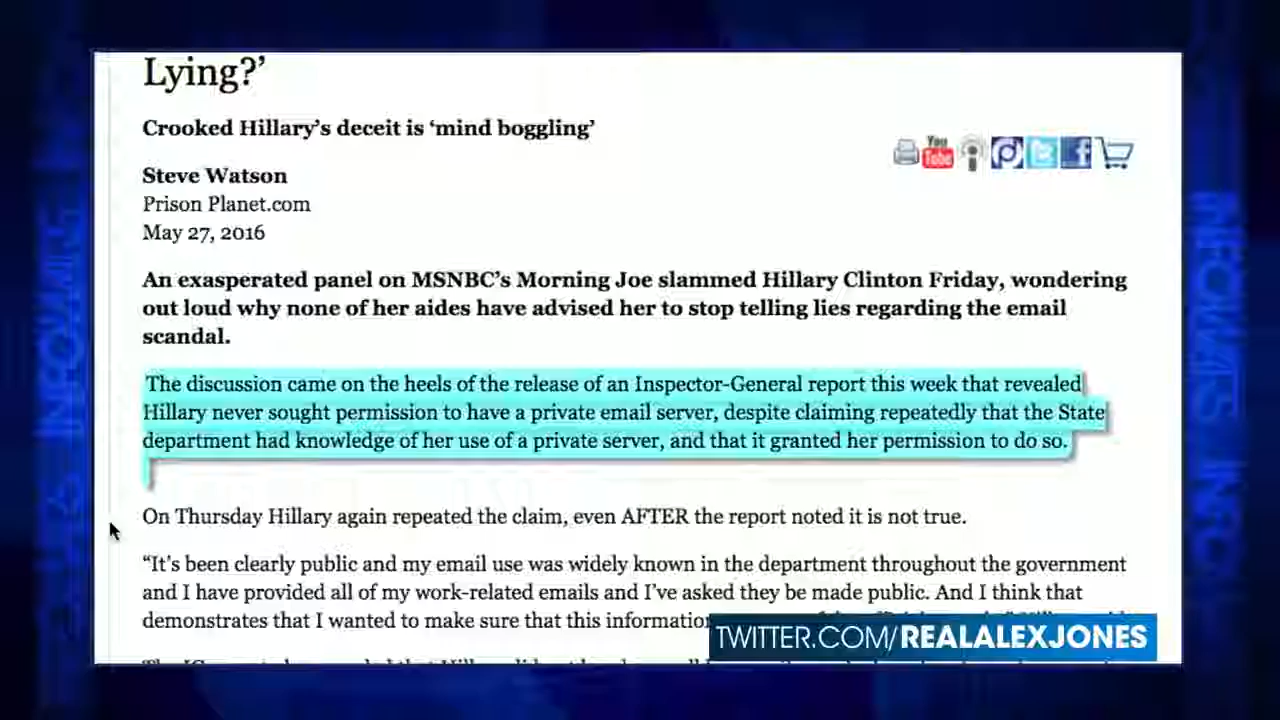 Lying?’
Crooked Hillary’s deceit is ‘mind boggling’
You
Tube
Steve Watson
Prison Planet.com
May 27, 2016
An exasperated panel on MSNBC’s Morning Joe slammed Hillary Clinton Friday, wondering
out loud why none of her aides have advised her to stop telling lies regarding the email
scandal.
The discussion came on the heels of the release of an Inspector-General report this week that revealed
Hillary never sought permission to have a private email server, despite claiming repeatedly that the State
department had knowledge of her use of a private server, and that it granted her permission to do so.
On Thursday Hillary again repeated the claim, even AFTER the report noted it is not true.
“It’s been clearly public and my email use was widely known in the department throughout the government
and I have provided all of my work-related emails and I’ve asked they be made public. And I think that
demonstrates that I wanted to make sure that this information
TWITTER.COM/REALALEXJONES